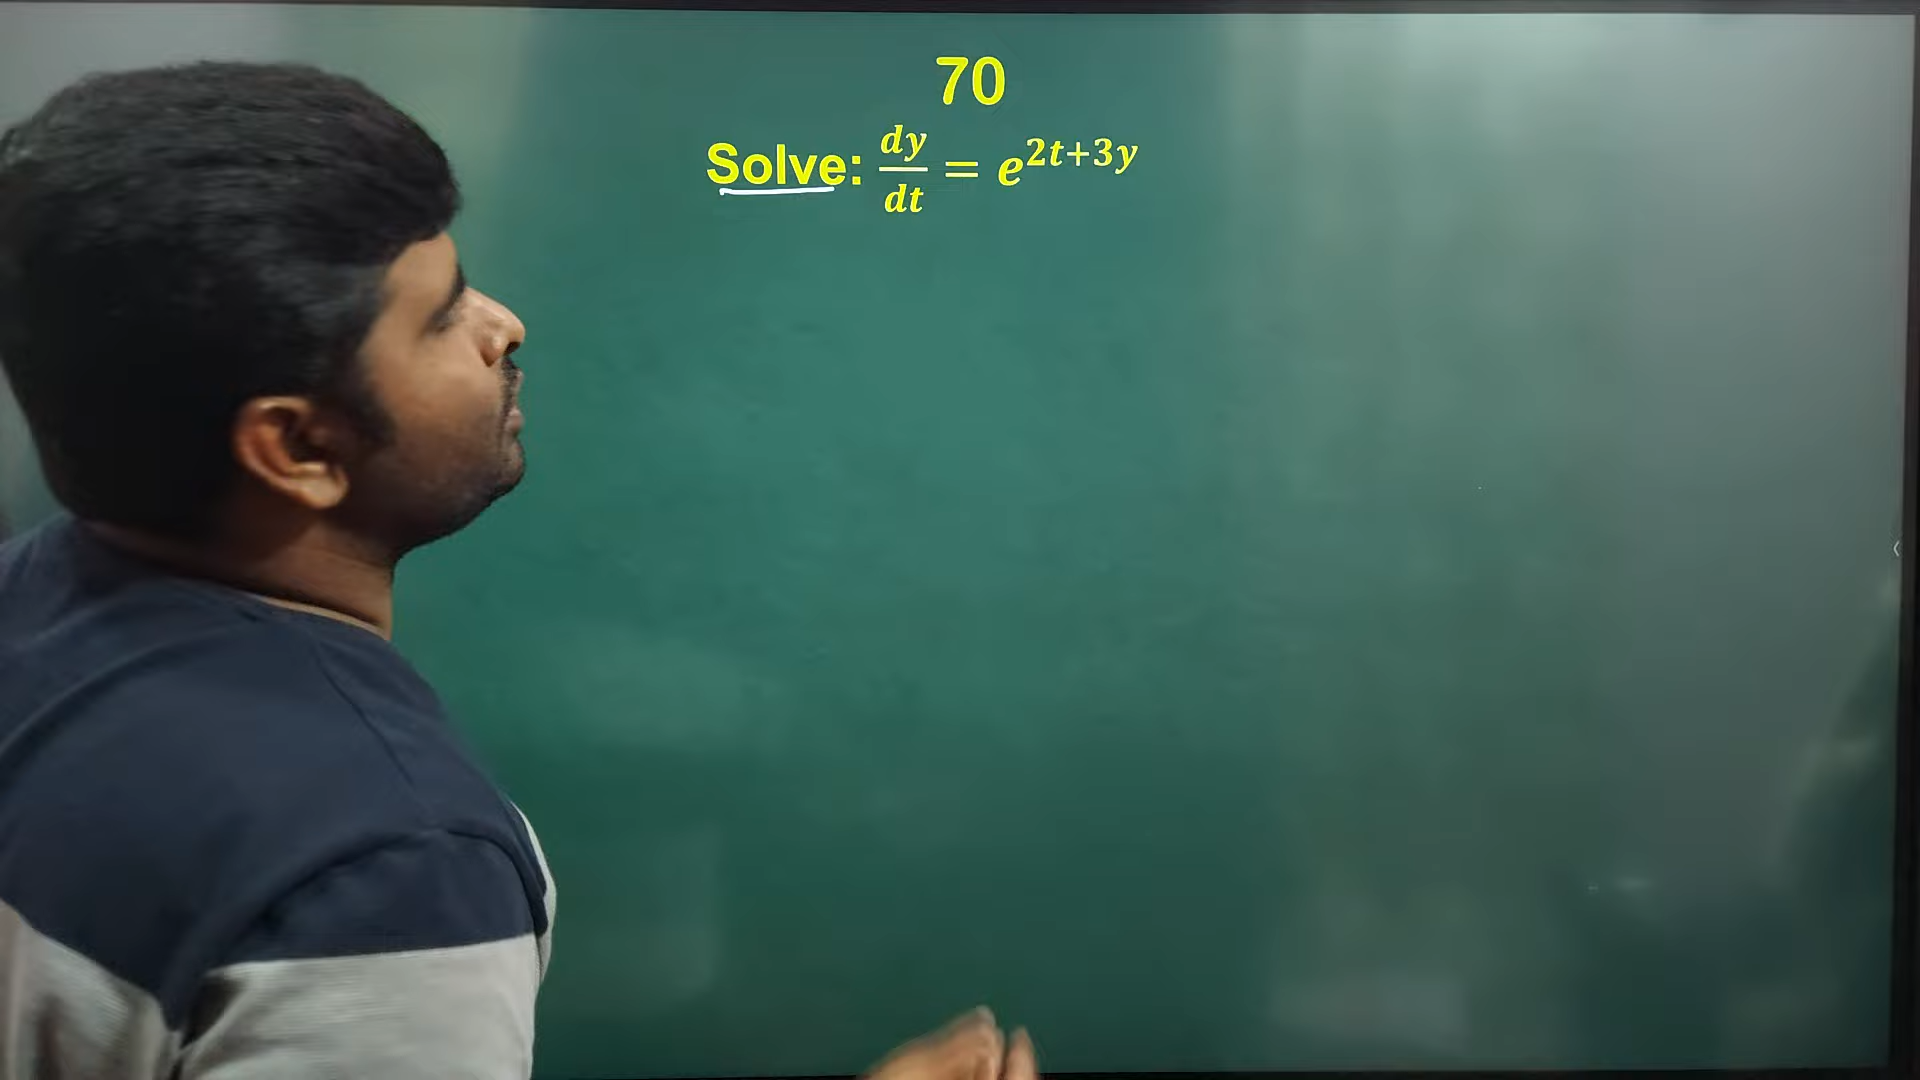 70
Solve: dy/dt = e^{2t+3y}